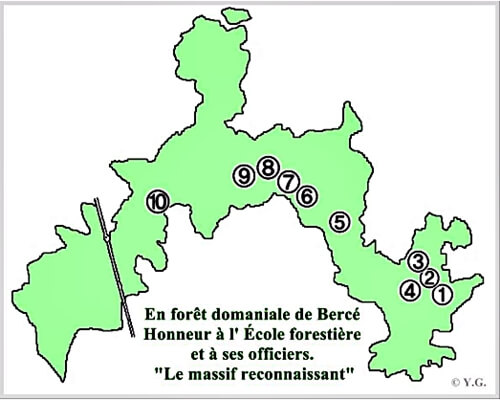 ⑩
⑨
⑧
⑦
⑥
⑤
③
②
④
①
En forêt domaniale de Bercé
Honneur à l' École forestière
et à ses officiers.
"Le massif reconnaissant"
© Y.G.